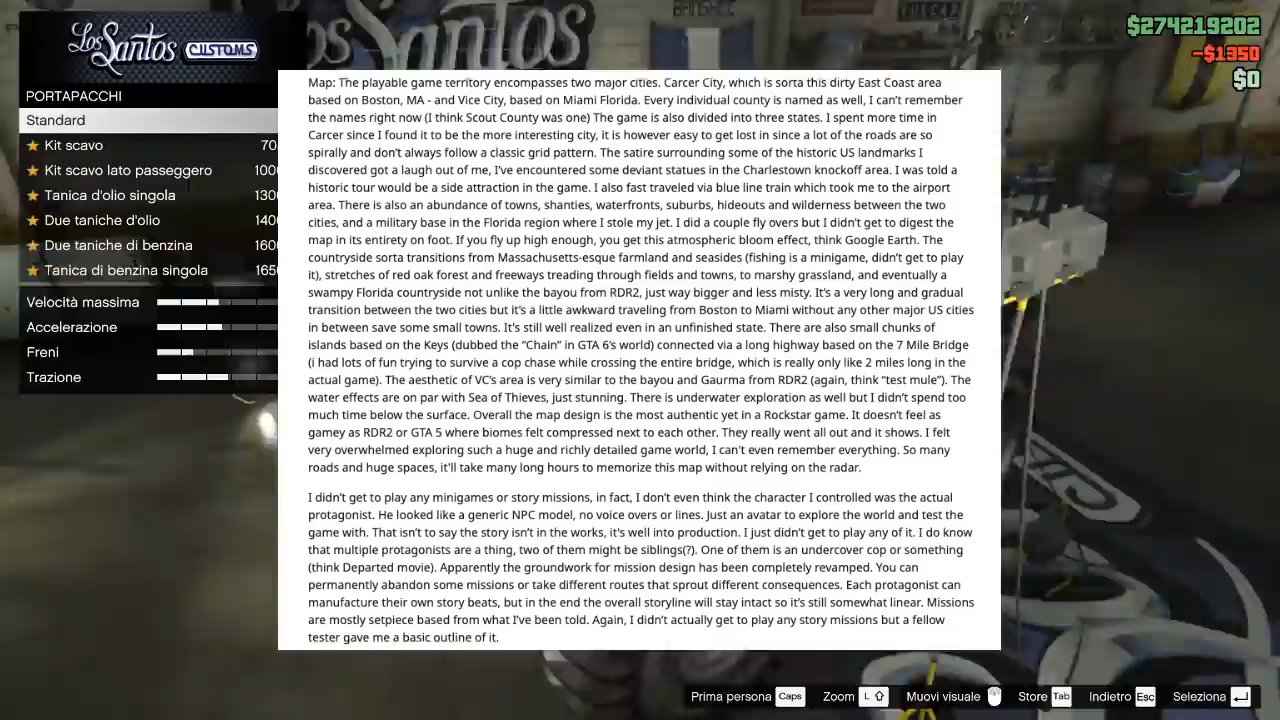 Los Santos CUSTOMS
$274219202
-$1350
$0
PORTAPACCHI
Standard
Kit scavo 70
Kit scavo lato passeggero 1000
Tanica d'olio singola 1300
Due taniche d'olio 1400
Due taniche di benzina 1600
Tanica di benzina singola 1650
Velocità massima
Accelerazione
Freni
Trazione
Map: The playable game territory encompasses two major cities. Carcer City, which is sorta this dirty East Coast area
based on Boston, MA - and Vice City, based on Miami Florida. Every individual county is named as well, I can’t remember
the names right now (I think Scout County was one) The game is also divided into three states. I spent more time in
Carcer since I found it to be the more interesting city, it is however easy to get lost in since a lot of the roads are so
spirally and don’t always follow a classic grid pattern. The satire surrounding some of the historic US landmarks I
discovered got a laugh out of me, I’ve encountered some deviant statues in the Charlestown knockoff area. I was told a
historic tour would be a side attraction in the game. I also fast traveled via blue line train which took me to the airport
area. There is also an abundance of towns, shanties, waterfronts, suburbs, hideouts and wilderness between the two
cities, and a military base in the Florida region where I stole my jet. I did a couple fly overs but I didn’t get to digest the
map in its entirety on foot. If you fly up high enough, you get this atmospheric bloom effect, think Google Earth. The
countryside sorta transitions from Massachusetts-esque farmland and seasides (fishing is a minigame, didn’t get to play
it), stretches of red oak forest and freeways treading through fields and towns, to marshy grassland, and eventually a
swampy Florida countryside not unlike the bayou from RDR2, just way bigger and less misty. It’s a very long and gradual
transition between the two cities but it’s a little awkward traveling from Boston to Miami without any other major US cities
in between save some small towns. It's still well realized even in an unfinished state. There are also small chunks of
islands based on the Keys (dubbed the “Chain” in GTA 6’s world) connected via a long highway based on the 7 Mile Bridge
(i had lots of fun trying to survive a cop chase while crossing the entire bridge, which is really only like 2 miles long in the
actual game). The aesthetic of VC’s area is very similar to the bayou and Gaurma from RDR2 (again, think “test mule”). The
water effects are on par with Sea of Thieves, just stunning. There is underwater exploration as well but I didn’t spend too
much time below the surface. Overall the map design is the most authentic yet in a Rockstar game. It doesn’t feel as
gamey as RDR2 or GTA 5 where biomes felt compressed next to each other. They really went all out and it shows. I felt
very overwhelmed exploring such a huge and richly detailed game world, I can't even remember everything. So many
roads and huge spaces, it'll take many long hours to memorize this map without relying on the radar.
I didn’t get to play any minigames or story missions, in fact, I don’t even think the character I controlled was the actual
protagonist. He looked like a generic NPC model, no voice overs or lines. Just an avatar to explore the world and test the
game with. That isn’t to say the story isn’t in the works, it's well into production. I just didn’t get to play any of it. I do know
that multiple protagonists are a thing, two of them might be siblings(?). One of them is an undercover cop or something
(think Departed movie). Apparently the groundwork for mission design has been completely revamped. You can
permanently abandon some missions or take different routes that sprout different consequences. Each protagonist can
manufacture their own story beats, but in the end the overall storyline will stay intact so it’s still somewhat linear. Missions
are mostly setpiece based from what I’ve been told. Again, I didn’t actually get to play any story missions but a fellow
tester gave me a basic outline of it.
Prima persona Caps Zoom L Muovi visuale Store Tab Indietro Esc Seleziona